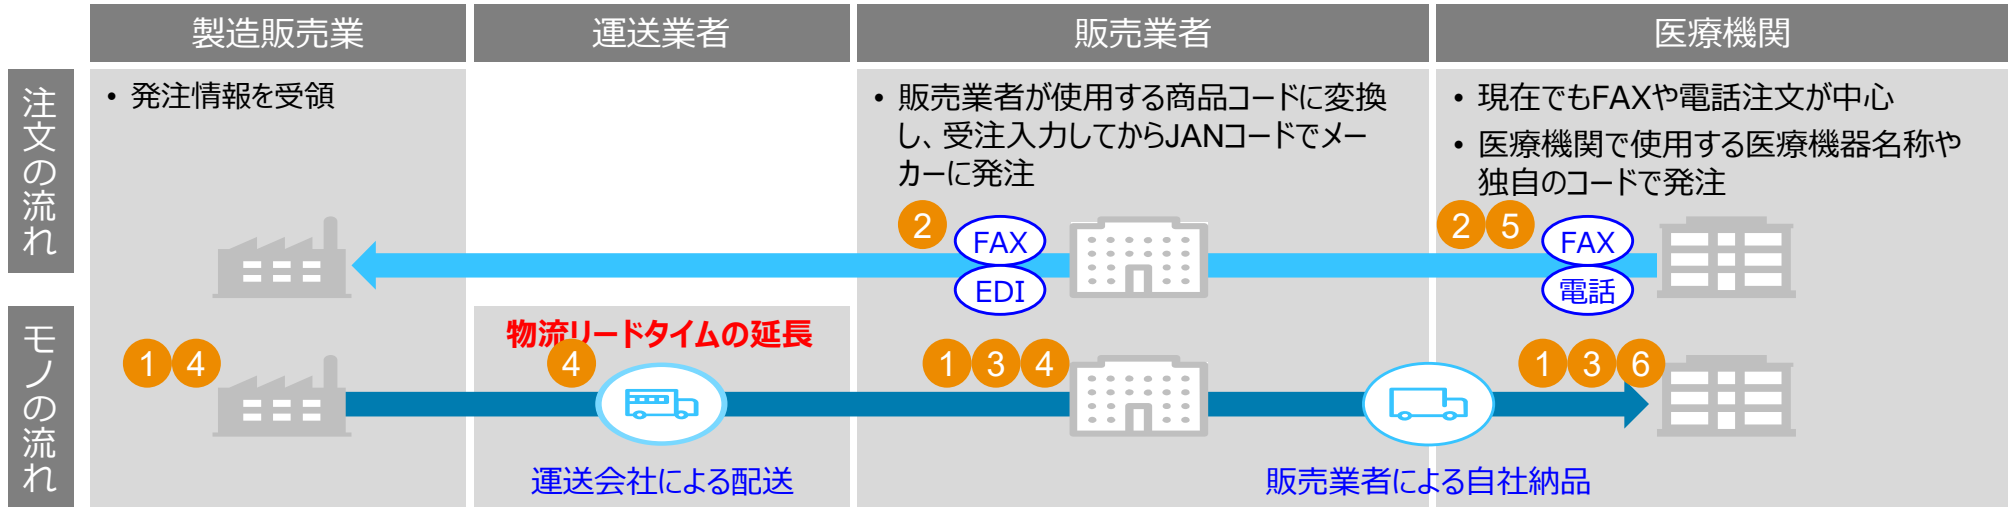 製造販売業
運送業者
販売業者
医療機関
注文の流れ
• 発注情報を受領
• 販売業者が使用する商品コードに変換
し、受注入力してからJANコードでメー
カーに発注
• 現在でもFAXや電話注文が中心
• 医療機関で使用する医療機器名称や
独自のコードで発注
2
FAX
EDI
2 5
FAX
電話
モノの流れ
物流リードタイムの延長
1 4
4
1 3 4
1 3 6
運送会社による配送
販売業者による自社納品